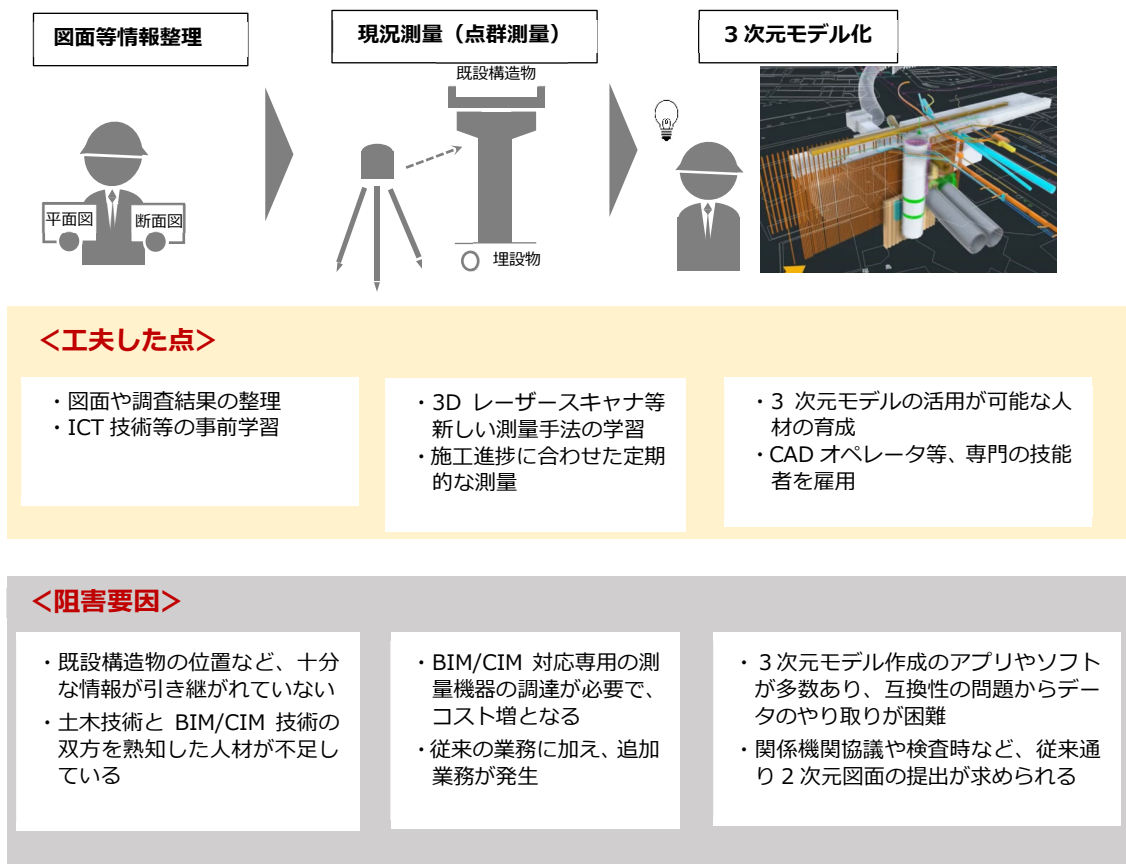 図面等情報整理
現況測量（点群測量）
3 次元モデル化
既設構造物
平面図
断面図
埋設物
＜工夫した点＞
・図面や調査結果の整理
・ICT 技術等の事前学習
・3D レーザースキャナ等
新しい測量手法の学習
・施工進捗に合わせた定期
的な測量
・3 次元モデルの活用が可能な人
材の育成
・CAD オペレータ等、専門の技能
者を雇用
＜阻害要因＞
・既設構造物の位置など、十分
な情報が引き継がれていない
・土木技術と BIM/CIM 技術の
双方を熟知した人材が不足し
ている
・BIM/CIM 対応専用の測
量機器の調達が必要で、
コスト増となる
・従来の業務に加え、追加
業務が発生
・３次元モデル作成のアプリやソフト
が多数あり、互換性の問題からデー
タのやり取りが困難
・関係機関協議や検査時など、従来通
り 2 次元図面の提出が求められる